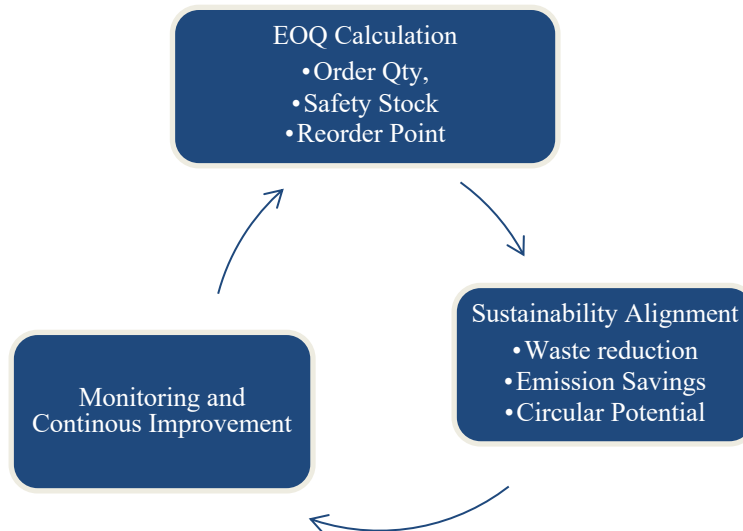 EOQ Calculation
•Order Qty,
•Safety Stock
•Reorder Point
Sustainability Alignment
•Waste reduction
•Emission Savings
•Circular Potential
Monitoring and
Continous Improvement